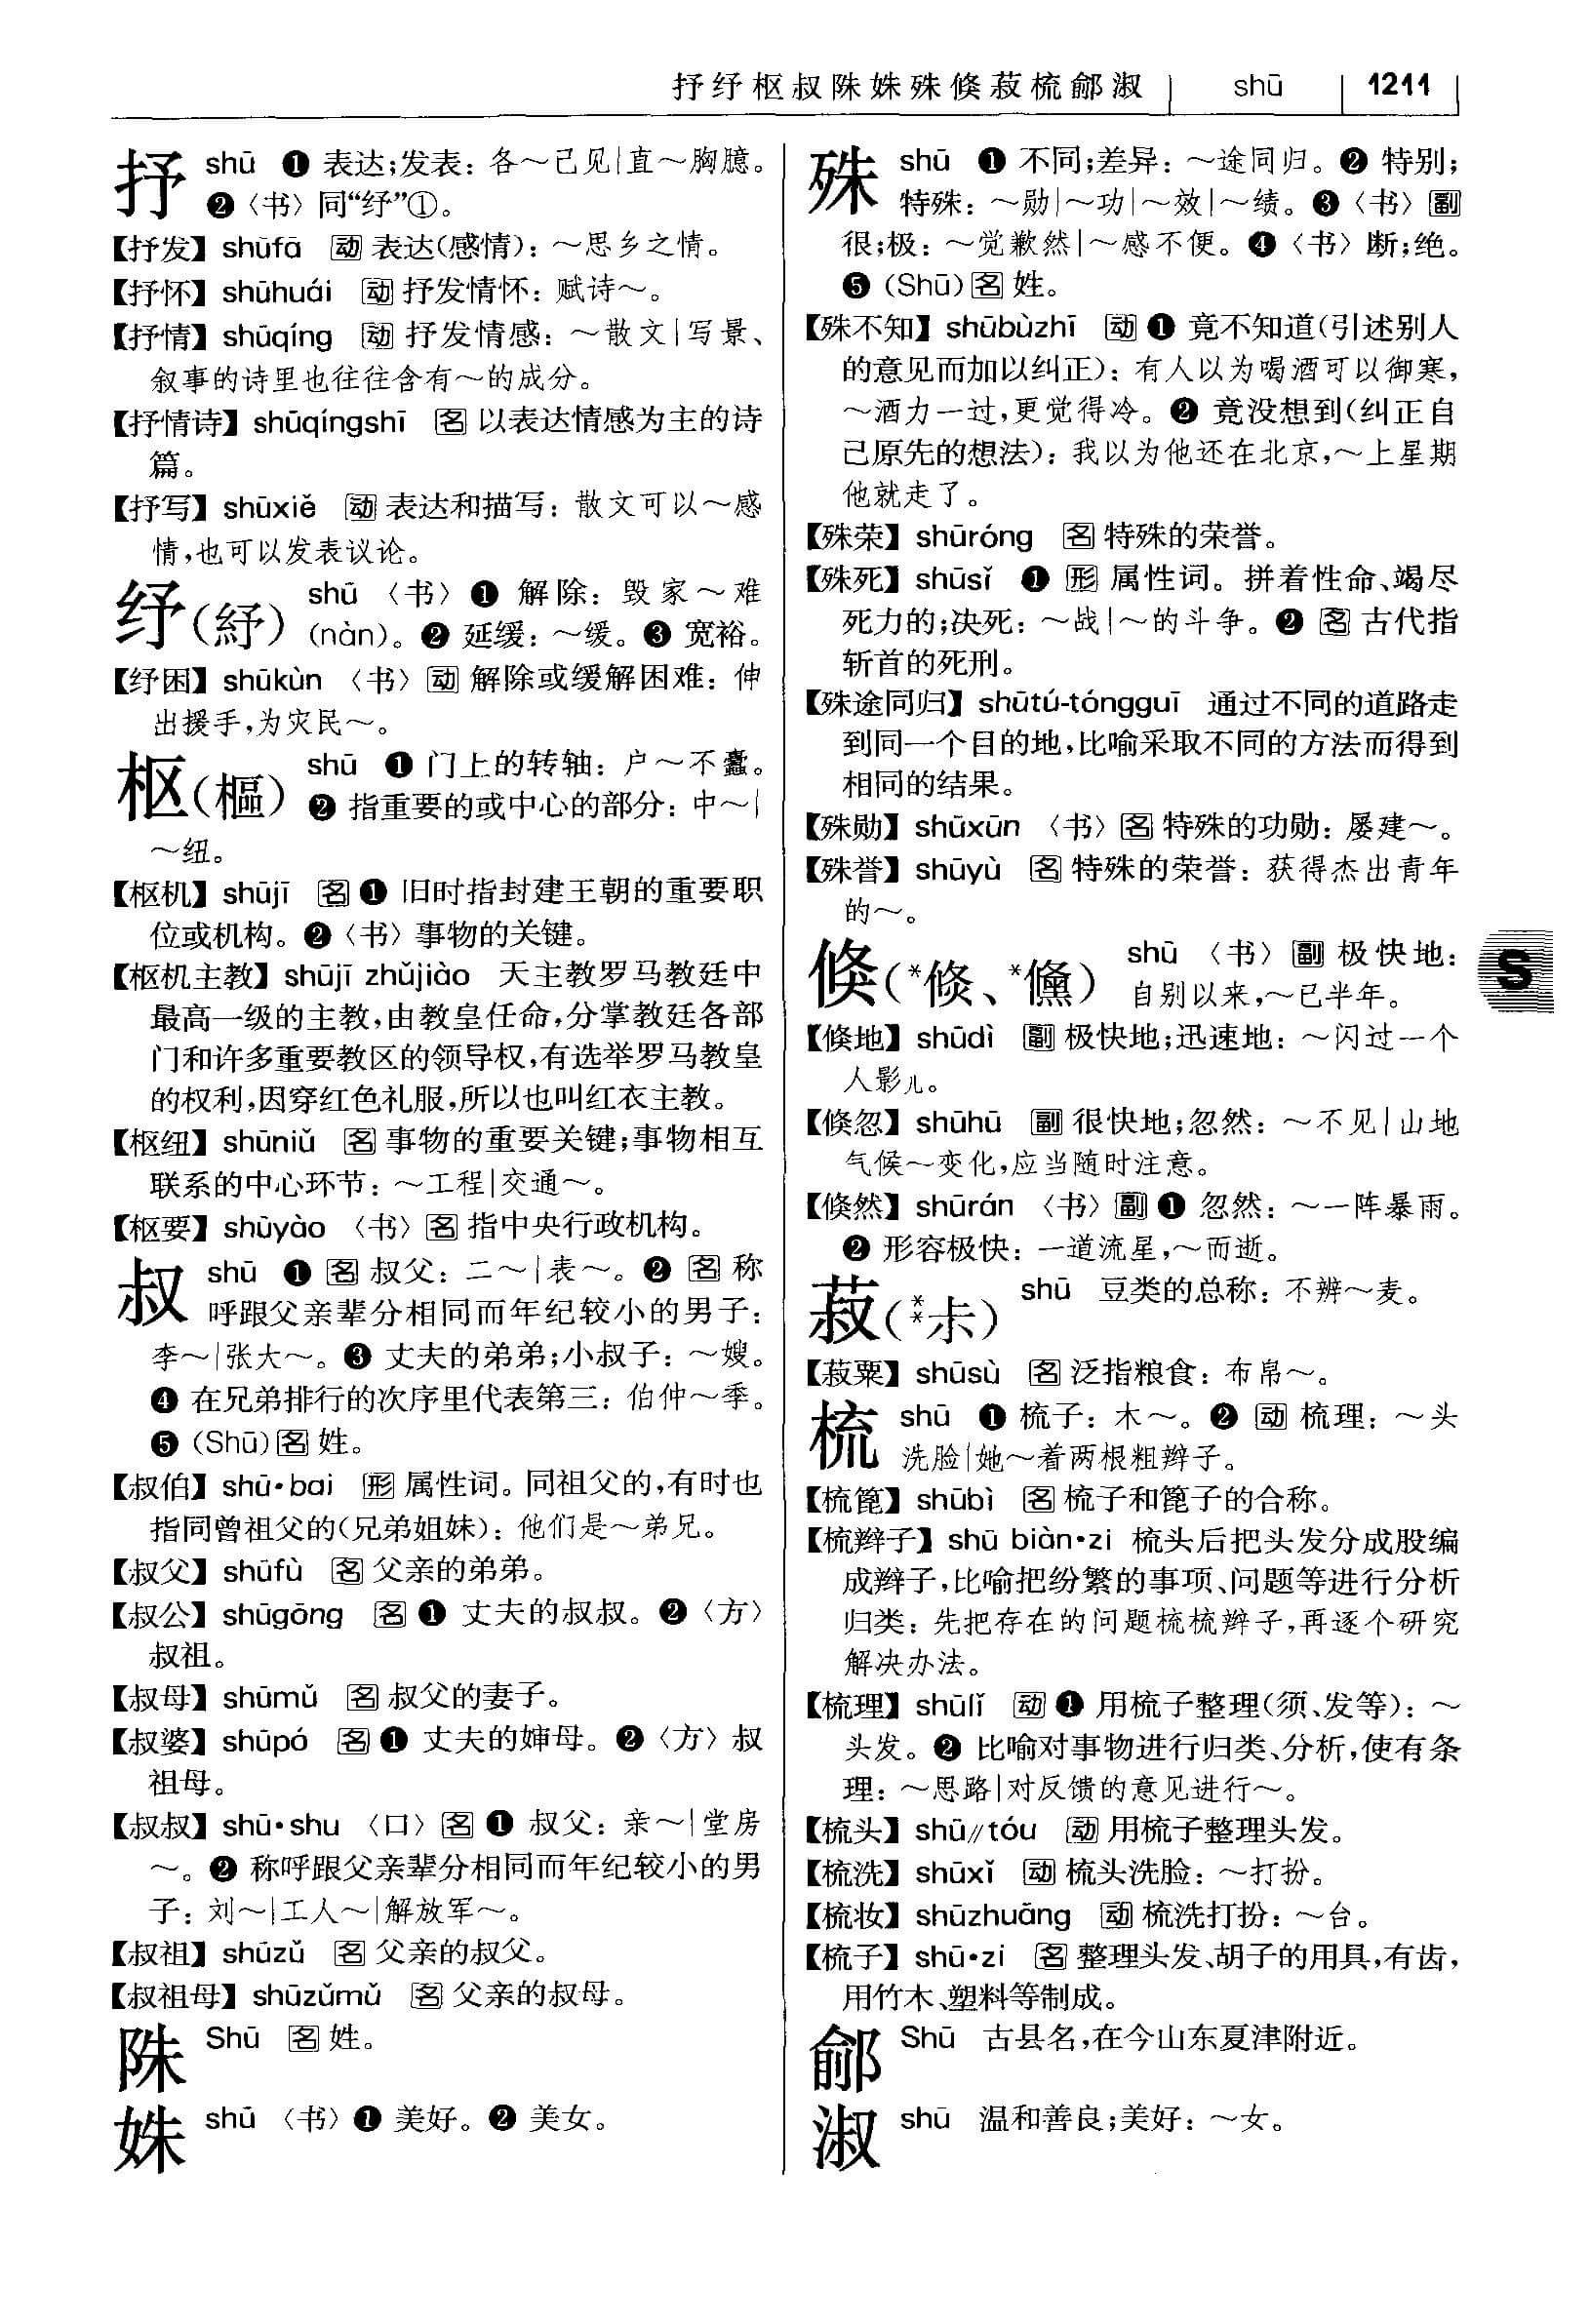 抒纾枢叔陎姝殊倏菽梳鄃淑 shū 1211
抒 shū ❶ 表达;发表：各～己见|直～胸臆。
❷〈书〉同“纾”①。
【抒发】shūfā 动 表达(感情)：～思乡之情。
【抒怀】shūhuái 动 抒发情怀：赋诗～。
【抒情】shūqíng 动 抒发情感：～散文|写景、
叙事的诗里也往往含有～的成分。
【抒情诗】shūqíngshī 名 以表达情感为主的诗
篇。
【抒写】shūxiě 动 表达和描写：散文可以～感
情,也可以发表议论。
纾(紓) shū 〈书〉❶ 解除：毁家～难
(nàn)。❷ 延缓：～缓。❸ 宽裕。
【纾困】shūkùn 〈书〉动 解除或缓解困难：伸
出援手,为灾民～。
枢(樞) shū ❶ 门上的转轴：户～不蠹。
❷ 指重要的或中心的部分：中～|
～纽。
【枢机】shūjī 名 ❶ 旧时指封建王朝的重要职
位或机构。❷〈书〉事物的关键。
【枢机主教】shūjī zhǔjiào 天主教罗马教廷中
最高一级的主教,由教皇任命,分掌教廷各部
门和许多重要教区的领导权,有选举罗马教皇
的权利,因穿红色礼服,所以也叫红衣主教。
【枢纽】shūniǔ 名 事物的重要关键;事物相互
联系的中心环节：～工程|交通～。
【枢要】shūyào 〈书〉名 指中央行政机构。
叔 shū ❶ 名 叔父：二～|表～。❷ 名 称
呼跟父亲辈分相同而年纪较小的男子：
李～|张大～。❸ 丈夫的弟弟;小叔子：～嫂。
❹ 在兄弟排行的次序里代表第三：伯仲～季。
❺ (Shū) 名 姓。
【叔伯】shū·bai 形 属性词。同祖父的,有时也
指同曾祖父的(兄弟姐妹)：他们是～弟兄。
【叔父】shūfù 名 父亲的弟弟。
【叔公】shūgōng 名 ❶ 丈夫的叔叔。❷〈方〉
叔祖。
【叔母】shūmǔ 名 叔父的妻子。
【叔婆】shūpó 名 ❶ 丈夫的婶母。❷〈方〉叔
祖母。
【叔叔】shū·shu 〈口〉名 ❶ 叔父：亲～|堂房
～。❷ 称呼跟父亲辈分相同而年纪较小的男
子：刘～|工人～|解放军～。
【叔祖】shūzǔ 名 父亲的叔父。
【叔祖母】shūzǔmǔ 名 父亲的叔母。
陎 Shū 名 姓。
姝 shū 〈书〉❶ 美好。❷ 美女。
殊 shū ❶ 不同;差异：～途同归。❷ 特别;
特殊：～勋|～功|～效|～绩。❸〈书〉副
很;极：～觉歉然|～感不便。❹〈书〉断;绝。
❺ (Shū) 名 姓。
【殊不知】shūbùzhī 动 ❶ 竟不知道(引述别人
的意见而加以纠正)：有人以为喝酒可以御寒,
～酒力一过,更觉得冷。❷ 竟没想到(纠正自
己原先的想法)：我以为他还在北京,～上星期
他就走了。
【殊荣】shūróng 名 特殊的荣誉。
【殊死】shūsǐ ❶ 形 属性词。拼着性命、竭尽
死力的;决死：～战|～的斗争。❷ 名 古代指
斩首的死刑。
【殊途同归】shūtú-tóngguī 通过不同的道路走
到同一个目的地,比喻采取不同的方法而得到
相同的结果。
【殊勋】shūxūn 〈书〉名 特殊的功勋：屡建～。
【殊誉】shūyù 名 特殊的荣誉：获得杰出青年
的～。
倏(*倐、*儵) shū 〈书〉副 极快地：
自别以来,～已半年。
【倏地】shūdì 副 极快地;迅速地：～闪过一个
人影儿。
【倏忽】shūhū 副 很快地;忽然：～不见|山地
气候～变化,应当随时注意。
【倏然】shūrán 〈书〉副 ❶ 忽然：～一阵暴雨。
❷ 形容极快：一道流星,～而逝。
菽(**尗) shū 豆类的总称：不辨～麦。
【菽粟】shūsù 名 泛指粮食：布帛～。
梳 shū ❶ 梳子：木～。❷ 动 梳理：～头
洗脸|她～着两根粗辫子。
【梳篦】shūbì 名 梳子和篦子的合称。
【梳辫子】shū biàn·zi 梳头后把头发分成股编
成辫子,比喻把纷繁的事项、问题等进行分析
归类：先把存在的问题梳梳辫子,再逐个研究
解决办法。
【梳理】shūlǐ 动 ❶ 用梳子整理(须、发等)：～
头发。❷ 比喻对事物进行归类、分析,使有条
理：～思路|对反馈的意见进行～。
【梳头】shū∥tóu 动 用梳子整理头发。
【梳洗】shūxǐ 动 梳头洗脸：～打扮。
【梳妆】shūzhuāng 动 梳洗打扮：～台。
【梳子】shū·zi 名 整理头发、胡子的用具,有齿,
用竹木、塑料等制成。
鄃 Shū 古县名,在今山东夏津附近。
淑 shū 温和善良;美好：～女。
S